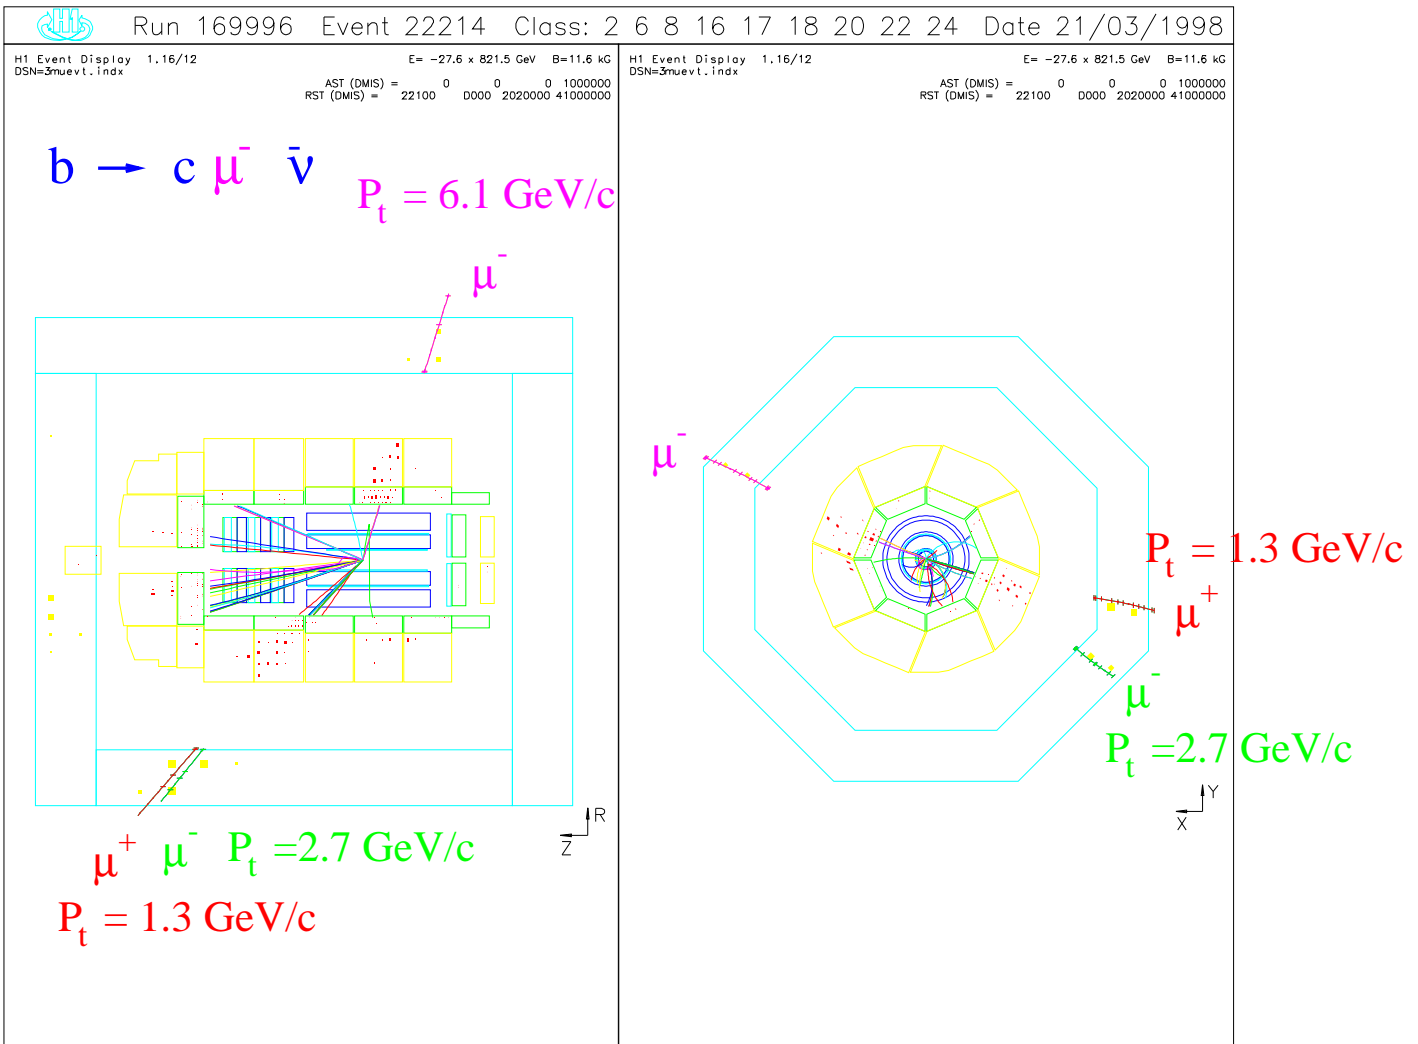 H1 Run 169996 Event 22214 Class: 2 6 8 16 17 18 20 22 24 Date 21/03/1998
H1 Event Display 1.16/12 E= -27.6 x 821.5 GeV B=11.6 kG
DSN=3muevt.indx
AST (DMIS) = 0 0 0 1000000
RST (DMIS) = 22100 D000 2020000 41000000
b → c μ⁻ ν̄
Pt = 6.1 GeV/c
μ⁻
R
Z
μ⁺ μ⁻ Pt =2.7 GeV/c
Pt = 1.3 GeV/c
H1 Event Display 1.16/12 E= -27.6 x 821.5 GeV B=11.6 kG
DSN=3muevt.indx
AST (DMIS) = 0 0 0 1000000
RST (DMIS) = 22100 D000 2020000 41000000
μ⁻
Pt = 1.3 GeV/c
μ⁺
μ⁻
Pt =2.7 GeV/c
Y
X